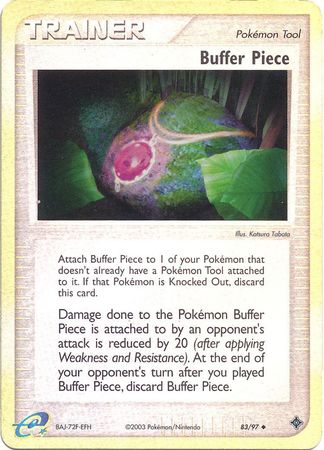 TRAINER
Pokémon Tool
Buffer Piece
Illus. Katsura Tabata
Attach Buffer Piece to 1 of your Pokémon that
doesn't already have a Pokémon Tool attached
to it. If that Pokémon is Knocked Out, discard
this card.
Damage done to the Pokémon Buffer
Piece is attached to by an opponent's
attack is reduced by 20 (after applying
Weakness and Resistance). At the end
of your opponent's turn after you played
Buffer Piece, discard Buffer Piece.
e
BAJ-72F-EFH
©2003 Pokémon/Nintendo
83/97